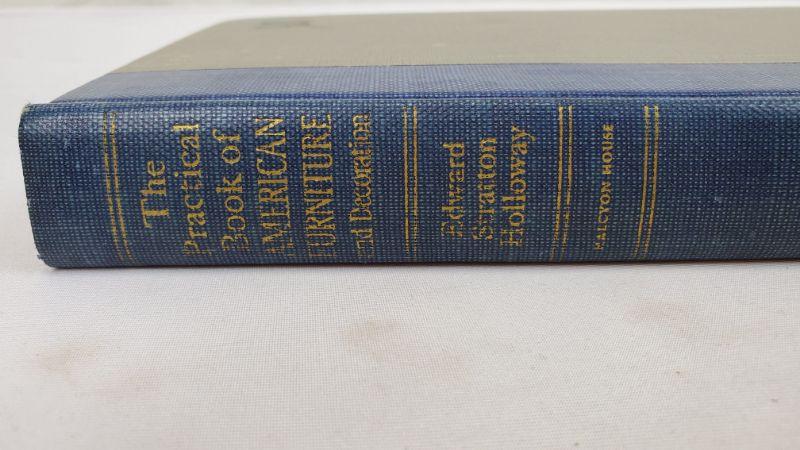 The
Practical
Book of
AMERICAN
FURNITURE
and Decoration
Edward
Stratton
Holloway
HALCYON HOUSE